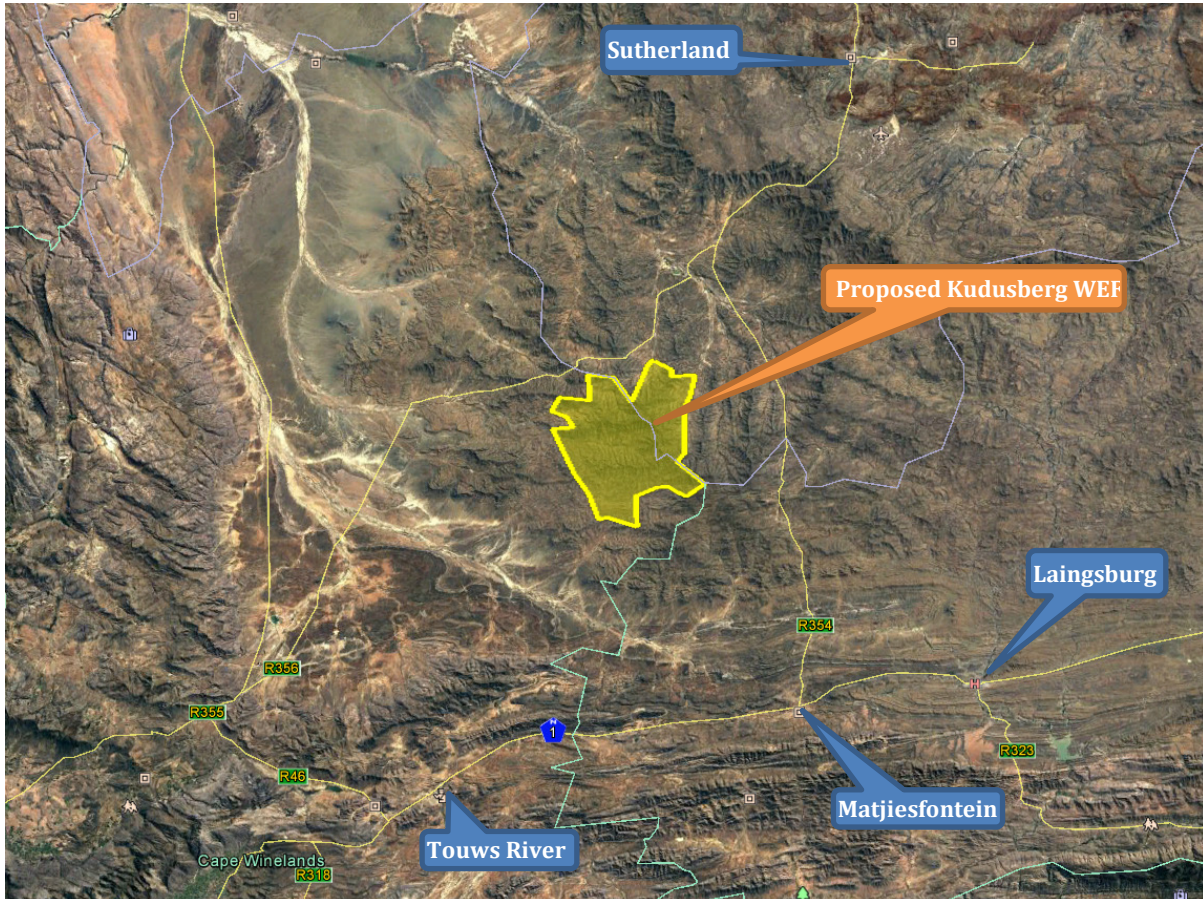 Sutherland
Proposed Kudusberg WEF
Laingsburg
R354
R356
R355
N
1
R323
R46
Matjiesfontein
Touws River
Cape Winelands
R318